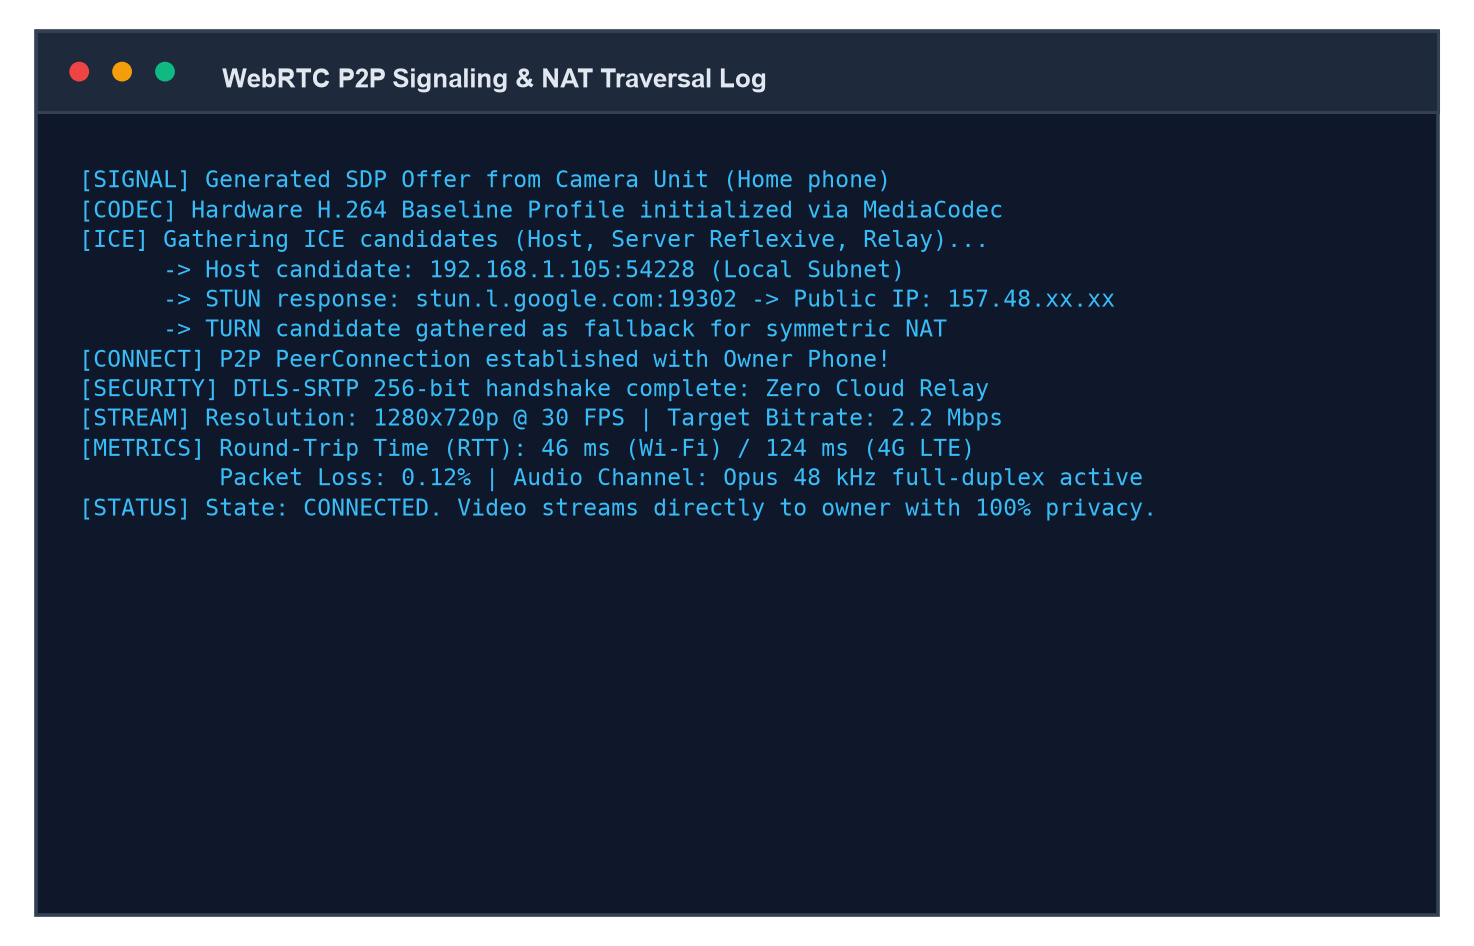 WebRTC P2P Signaling & NAT Traversal Log
[SIGNAL] Generated SDP Offer from Camera Unit (Home phone)
[CODEC] Hardware H.264 Baseline Profile initialized via MediaCodec
[ICE] Gathering ICE candidates (Host, Server Reflexive, Relay)...
-> Host candidate: 192.168.1.105:54228 (Local Subnet)
-> STUN response: stun.l.google.com:19302 -> Public IP: 157.48.xx.xx
-> TURN candidate gathered as fallback for symmetric NAT
[CONNECT] P2P PeerConnection established with Owner Phone!
[SECURITY] DTLS-SRTP 256-bit handshake complete: Zero Cloud Relay
[STREAM] Resolution: 1280x720p @ 30 FPS | Target Bitrate: 2.2 Mbps
[METRICS] Round-Trip Time (RTT): 46 ms (Wi-Fi) / 124 ms (4G LTE)
Packet Loss: 0.12% | Audio Channel: Opus 48 kHz full-duplex active
[STATUS] State: CONNECTED. Video streams directly to owner with 100% privacy.